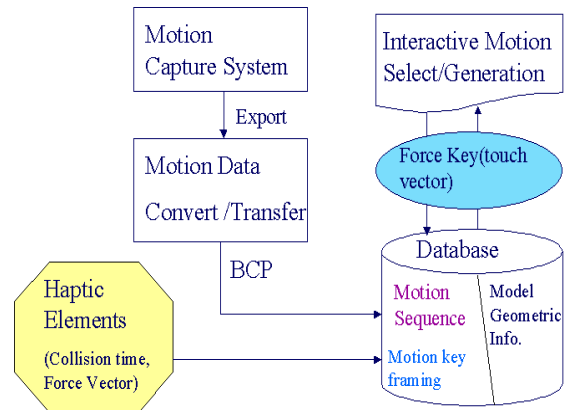 Motion
Capture System
Export
Motion Data
Convert /Transfer
BCP
Haptic
Elements
(Collision time,
Force Vector)
Interactive Motion
Select/Generation
Force Key(touch
vector)
Database
Motion
Sequence
Motion key
framing
Model
Geometric
Info.